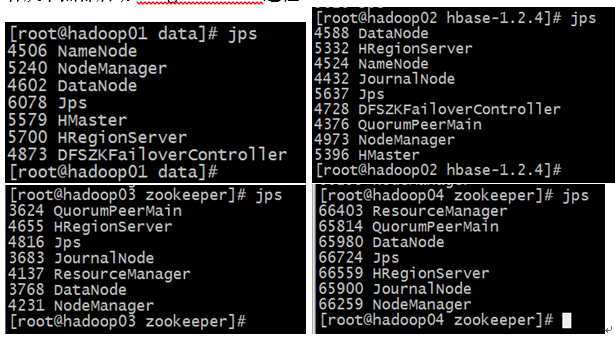 [root@hadoop01 data]# jps
4506 NameNode
5240 NodeManager
4602 DataNode
6078 Jps
5579 HMaster
5700 HRegionServer
4873 DFSZKFailoverController
[root@hadoop01 data]#
[root@hadoop02 hbase-1.2.4]# jps
4588 DataNode
5332 HRegionServer
4524 NameNode
4432 JournalNode
5637 Jps
4728 DFSZKFailoverController
4376 QuorumPeerMain
4973 NodeManager
5396 HMaster
[root@hadoop02 hbase-1.2.4]#
[root@hadoop03 zookeeper]# jps
3624 QuorumPeerMain
4655 HRegionServer
4816 Jps
3683 JournalNode
4137 ResourceManager
3768 DataNode
4231 NodeManager
[root@hadoop03 zookeeper]#
[root@hadoop04 zookeeper]# jps
66403 ResourceManager
65814 QuorumPeerMain
65980 DataNode
66724 Jps
66559 HRegionServer
65900 JournalNode
66259 NodeManager
[root@hadoop04 zookeeper]#